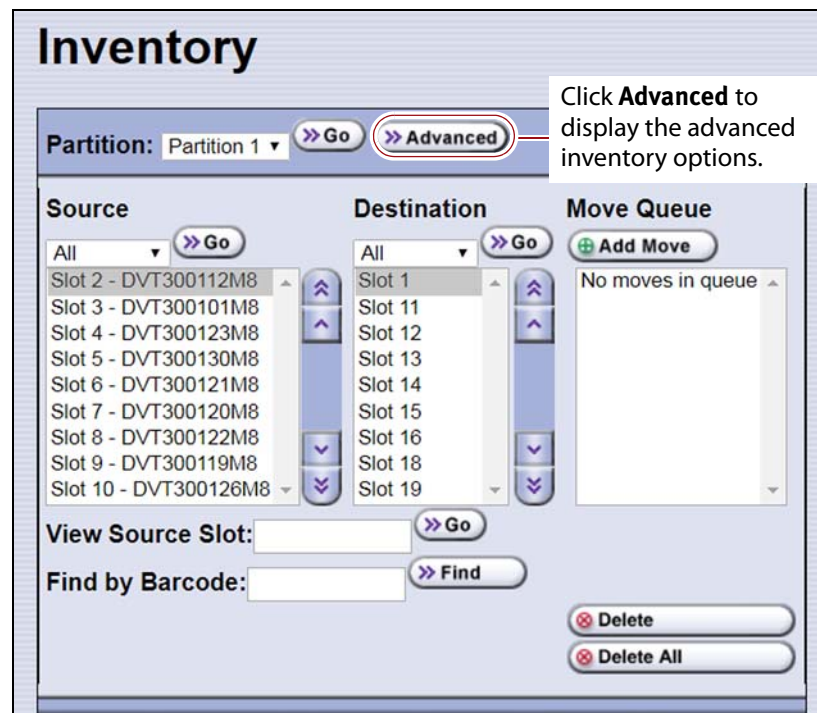 Inventory
Partition: Partition 1 Go Advanced
Click Advanced to
display the advanced
inventory options.
Source
All Go
Slot 2 - DVT300112M8
Slot 3 - DVT300101M8
Slot 4 - DVT300123M8
Slot 5 - DVT300130M8
Slot 6 - DVT300121M8
Slot 7 - DVT300120M8
Slot 8 - DVT300122M8
Slot 9 - DVT300119M8
Slot 10 - DVT300126M8
Destination
All Go
Slot 1
Slot 11
Slot 12
Slot 13
Slot 14
Slot 15
Slot 16
Slot 18
Slot 19
Move Queue
Add Move
No moves in queue
View Source Slot: Go
Find by Barcode: Find
Delete
Delete All